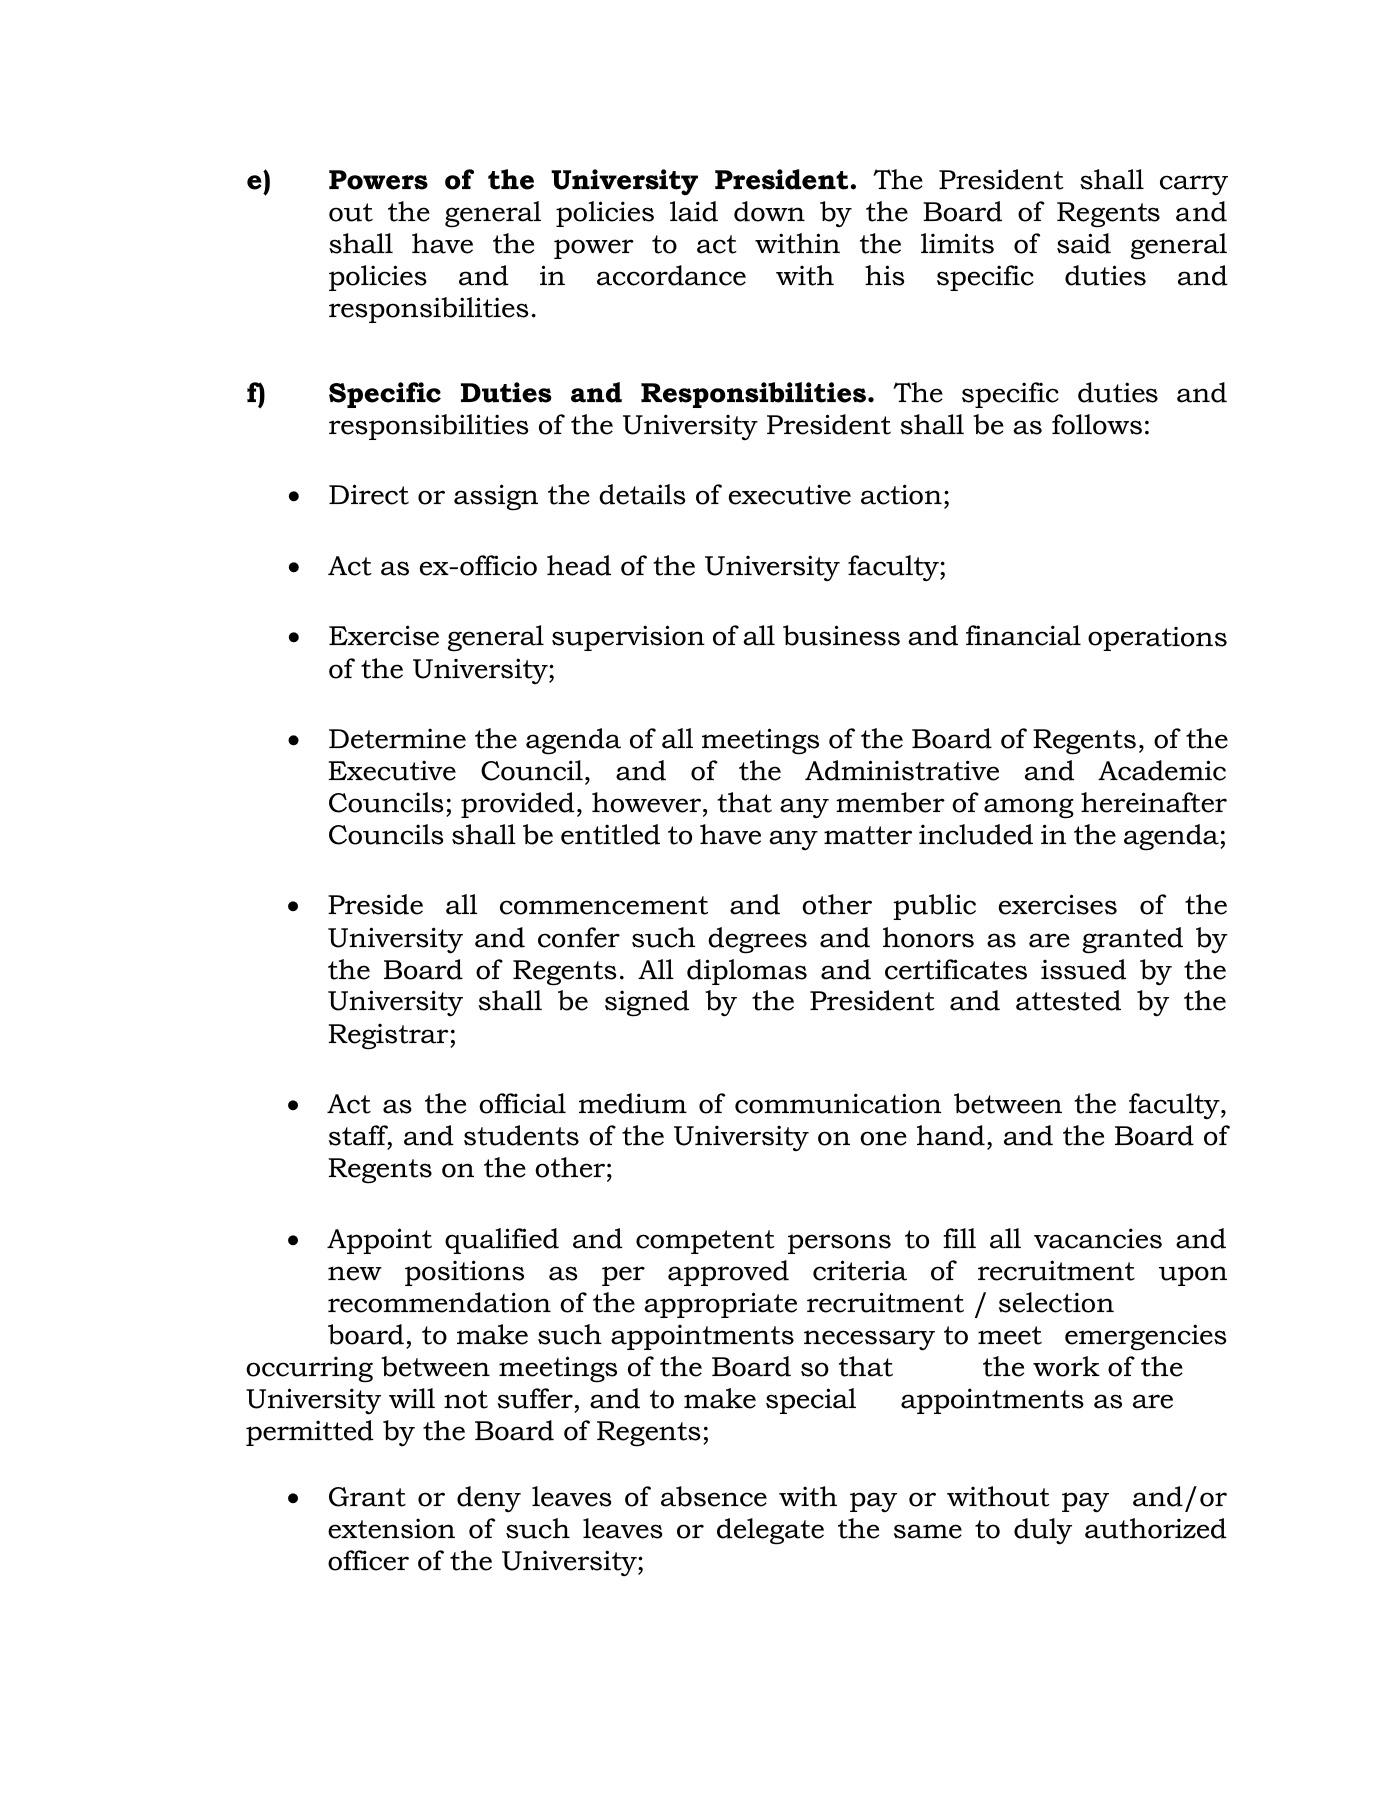 e) Powers of the University President. The President shall carry
out the general policies laid down by the Board of Regents and
shall have the power to act within the limits of said general
policies and in accordance with his specific duties and
responsibilities.
f) Specific Duties and Responsibilities. The specific duties and
responsibilities of the University President shall be as follows:
• Direct or assign the details of executive action;
• Act as ex-officio head of the University faculty;
• Exercise general supervision of all business and financial operations
of the University;
• Determine the agenda of all meetings of the Board of Regents, of the
Executive Council, and of the Administrative and Academic
Councils; provided, however, that any member of among hereinafter
Councils shall be entitled to have any matter included in the agenda;
• Preside all commencement and other public exercises of the
University and confer such degrees and honors as are granted by
the Board of Regents. All diplomas and certificates issued by the
University shall be signed by the President and attested by the
Registrar;
• Act as the official medium of communication between the faculty,
staff, and students of the University on one hand, and the Board of
Regents on the other;
• Appoint qualified and competent persons to fill all vacancies and
new positions as per approved criteria of recruitment upon
recommendation of the appropriate recruitment / selection
board, to make such appointments necessary to meet emergencies
occurring between meetings of the Board so that the work of the
University will not suffer, and to make special appointments as are
permitted by the Board of Regents;
• Grant or deny leaves of absence with pay or without pay and/or
extension of such leaves or delegate the same to duly authorized
officer of the University;